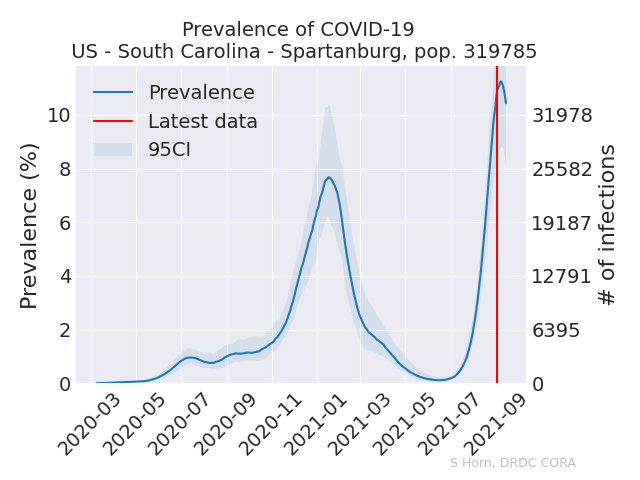 Prevalence of COVID-19
US - South Carolina - Spartanburg, pop. 319785
Prevalence
Latest data
95CI
Prevalence (%)
10
8
6
4
2
0
31978
25582
19187
12791
6395
0
# of infections
2020-03
2020-05
2020-07
2020-09
2020-11
2021-01
2021-03
2021-05
2021-07
2021-09
S Horn, DRDC CORA